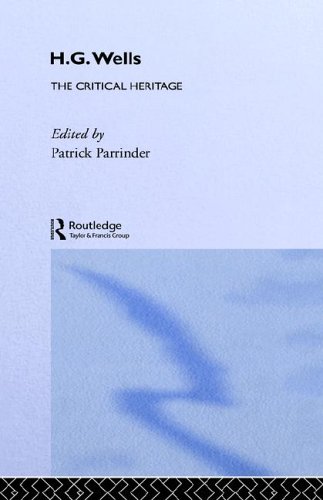 H.G. Wells
THE CRITICAL HERITAGE
Edited by
Patrick Parrinder
Routledge
Taylor & Francis Group